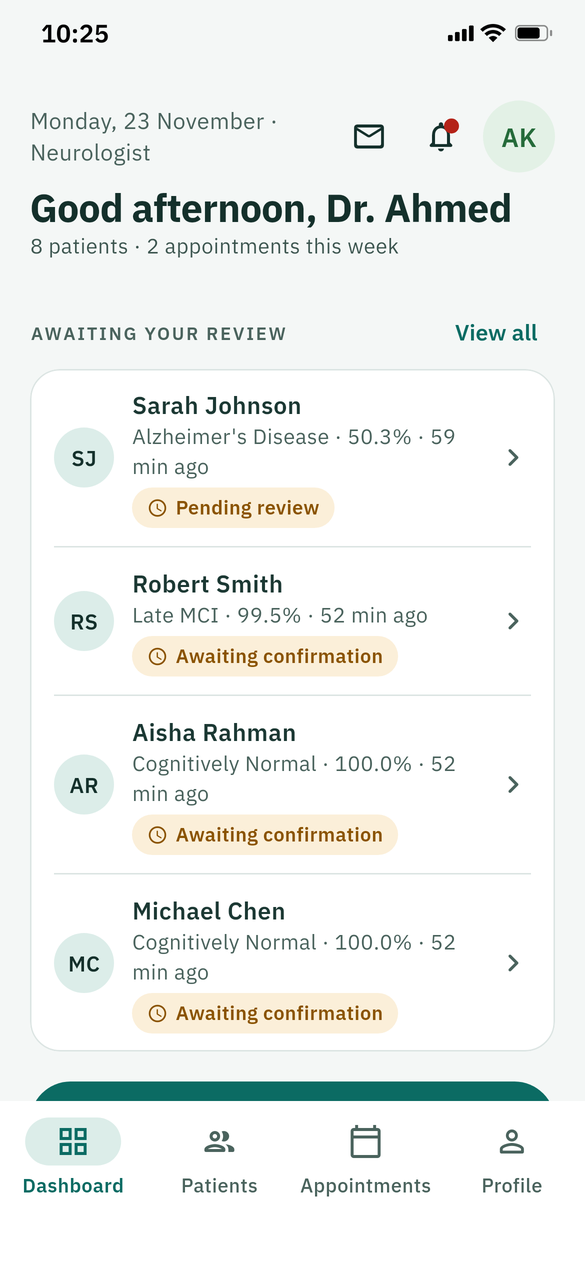 10:25
Monday, 23 November ·
Neurologist
AK
Good afternoon, Dr. Ahmed
8 patients · 2 appointments this week
AWAITING YOUR REVIEW
View all
SJ
Sarah Johnson
Alzheimer's Disease · 50.3% · 59
min ago
Pending review
RS
Robert Smith
Late MCI · 99.5% · 52 min ago
Awaiting confirmation
AR
Aisha Rahman
Cognitively Normal · 100.0% · 52
min ago
Awaiting confirmation
MC
Michael Chen
Cognitively Normal · 100.0% · 52
min ago
Awaiting confirmation
Dashboard
Patients
Appointments
Profile